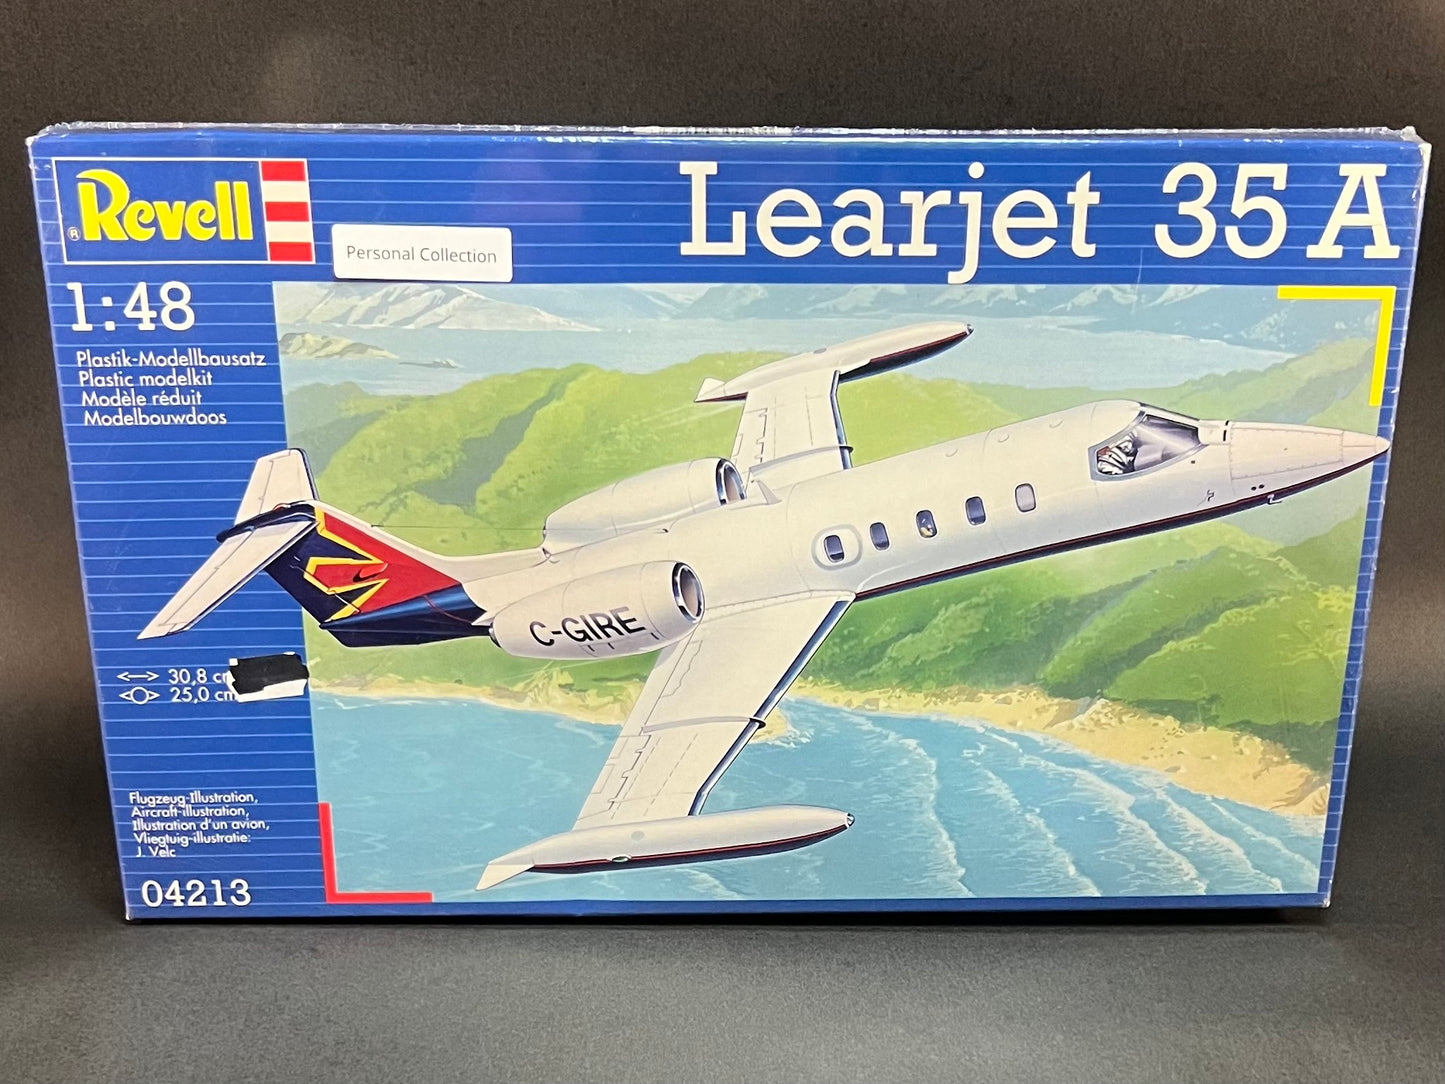 Revell
®
Personal Collection
Learjet 35 A
1:48
Plastik-Modellbausatz
Plastic modelkit
Modèle réduit
Modelbouwdoos
C-GIRE
30,8 c
25,0 cm
Flugzeug-Illustration,
Aircraft-illustration,
Illustration d'un avion,
Vliegtuig-illustratie:
J. Velc
04213